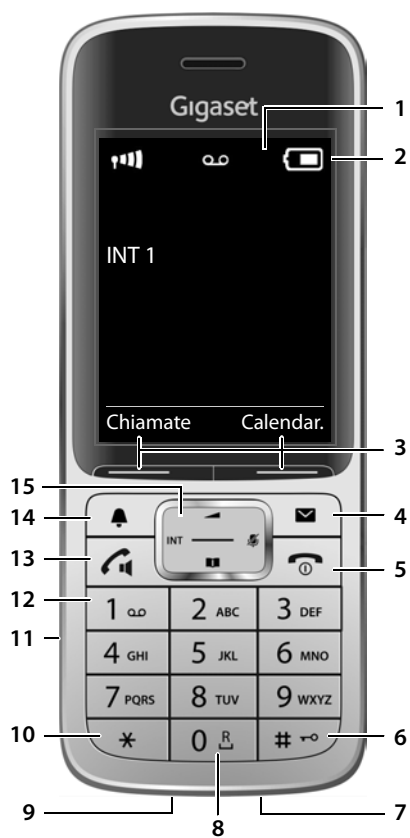 Gigaset
1
2
INT 1
Chiamate Calendar.
3
15
14
4
INT
13
5
12
1 2 ABC 3 DEF
11
4 GHI 5 JKL 6 MNO
7 PQRS 8 TUV 9 WXYZ
10
* 0 R #
6
9
8
7